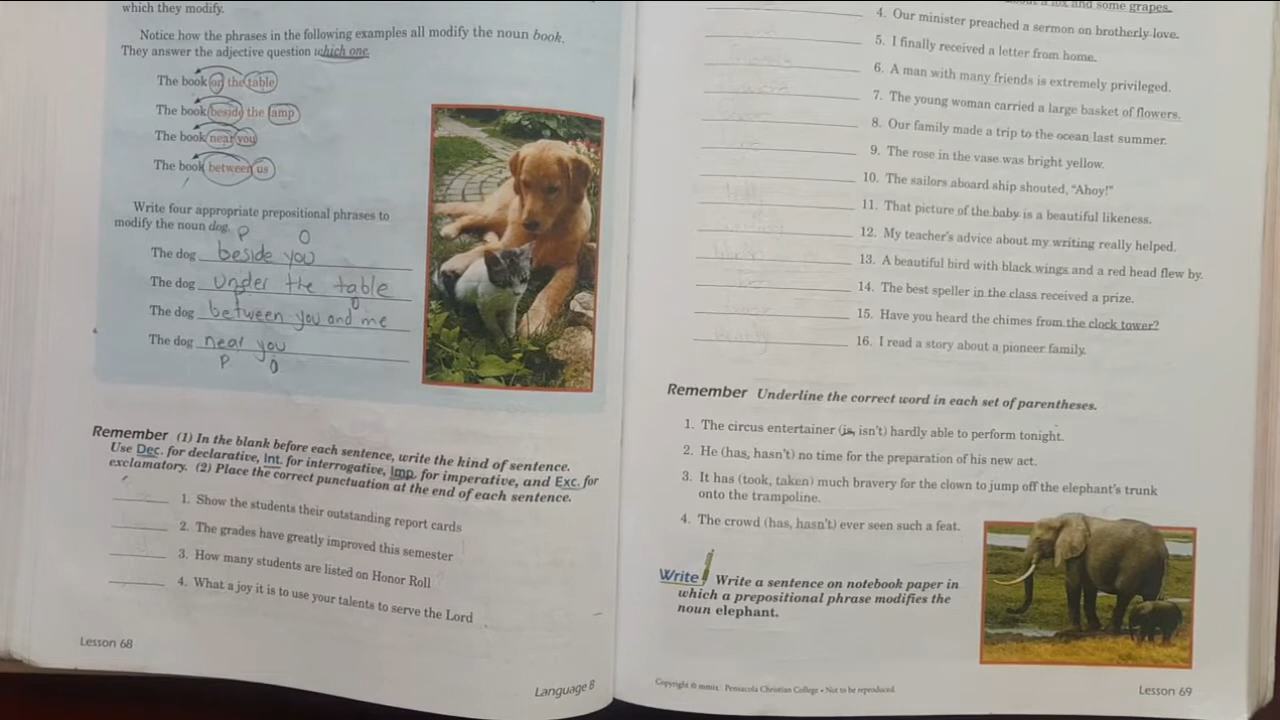 which they modify.
Notice how the phrases in the following examples all modify the noun book.
They answer the adjective question which one.
The book on the table
The book beside the lamp
The book near you
The book between us
Write four appropriate prepositional phrases to
modify the noun dog.
P O
The dog beside you
The dog under the table
The dog between you and me
The dog near you
P O
Remember (1) In the blank before each sentence, write the kind of sentence.
Use Dec. for declarative, Int. for interrogative, Imp. for imperative, and Exc. for
exclamatory. (2) Place the correct punctuation at the end of each sentence.
1. Show the students their outstanding report cards
2. The grades have greatly improved this semester
3. How many students are listed on Honor Roll
4. What a joy it is to use your talents to serve the Lord
Lesson 68
Language B
and some grapes.
4. Our minister preached a sermon on brotherly love.
5. I finally received a letter from home.
6. A man with many friends is extremely privileged.
7. The young woman carried a large basket of flowers.
8. Our family made a trip to the ocean last summer.
9. The rose in the vase was bright yellow.
10. The sailors aboard ship shouted, “Ahoy!”
11. That picture of the baby is a beautiful likeness.
12. My teacher’s advice about my writing really helped.
13. A beautiful bird with black wings and a red head flew by.
14. The best speller in the class received a prize.
15. Have you heard the chimes from the clock tower?
16. I read a story about a pioneer family.
Remember Underline the correct word in each set of parentheses.
1. The circus entertainer (is, isn’t) hardly able to perform tonight.
2. He (has, hasn’t) no time for the preparation of his new act.
3. It has (took, taken) much bravery for the clown to jump off the elephant’s trunk
onto the trampoline.
4. The crowd (has, hasn’t) ever seen such a feat.
Write Write a sentence on notebook paper in
which a prepositional phrase modifies the
noun elephant.
Copyright © mmix Pensacola Christian College • Not to be reproduced.
Lesson 69